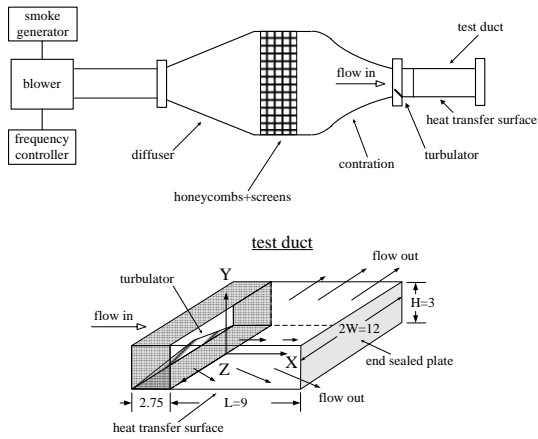 smoke
generator
blower
frequency
controller
diffuser
honeycombs+screens
flow in
contration
test duct
heat transfer surface
turbulator
test duct
flow out
turbulator
Y
flow in
H=3
2W=12
X
Z
end sealed plate
flow out
2.75
L=9
heat transfer surface